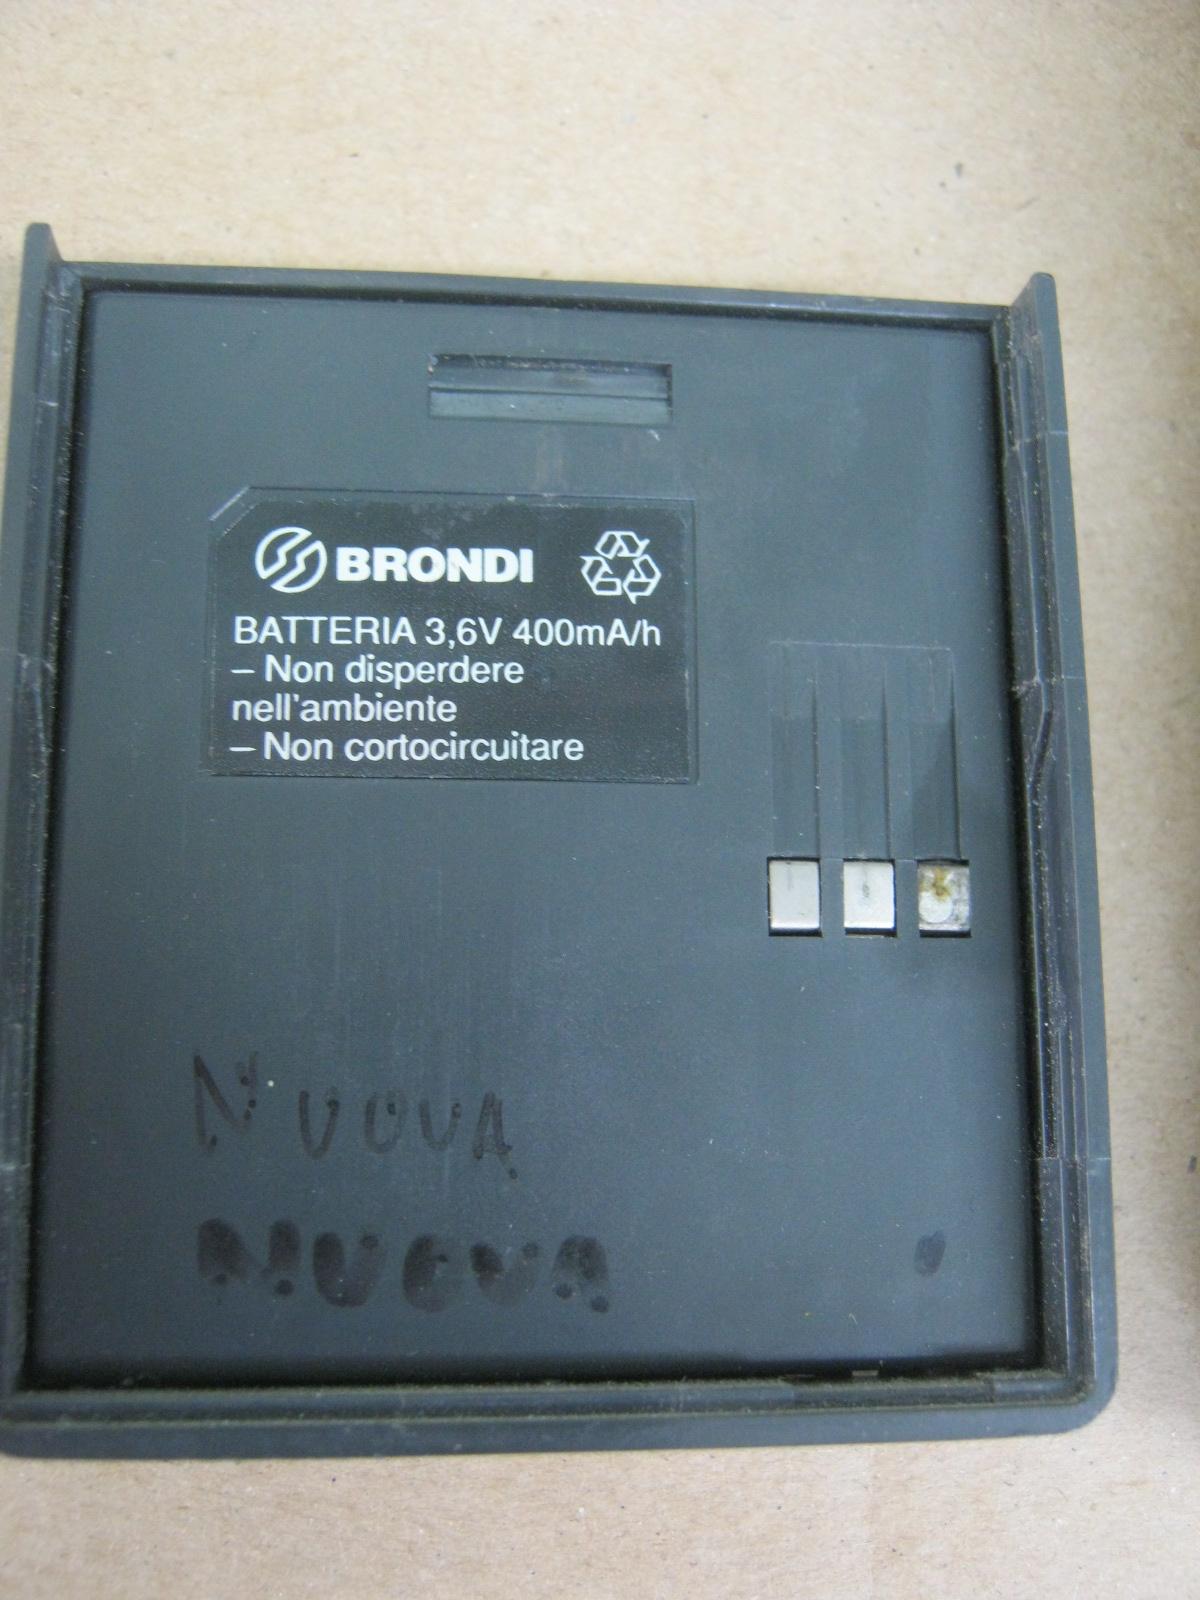 BRONDI
BATTERIA 3,6V 400mA/h
– Non disperdere
nell'ambiente
– Non cortocircuitare
NUOVA
NUOVA